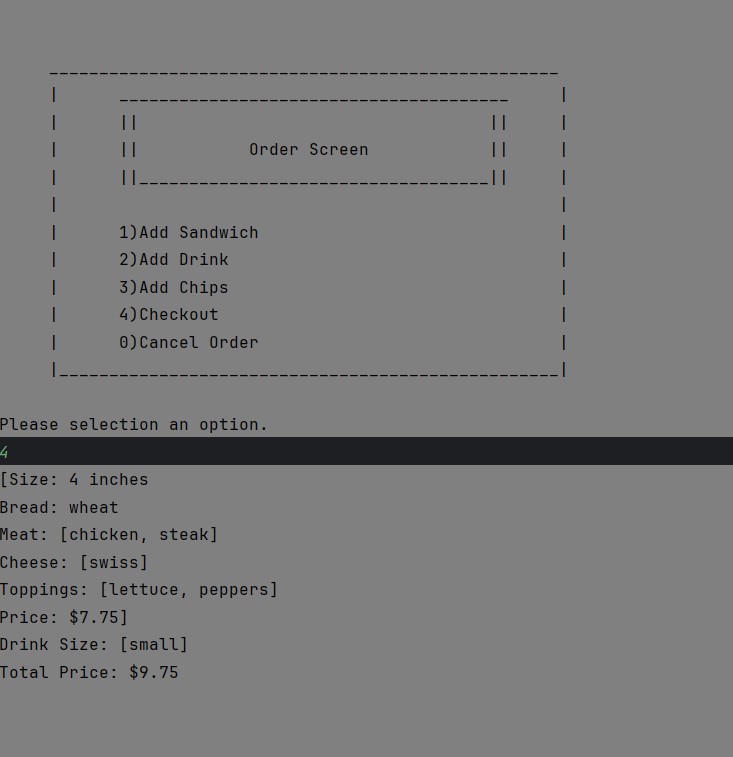 Order Screen
1)Add Sandwich
2)Add Drink
3)Add Chips
4)Checkout
0)Cancel Order
Please selection an option.
4
[Size: 4 inches
Bread: wheat
Meat: [chicken, steak]
Cheese: [swiss]
Toppings: [lettuce, peppers]
Price: $7.75]
Drink Size: [small]
Total Price: $9.75